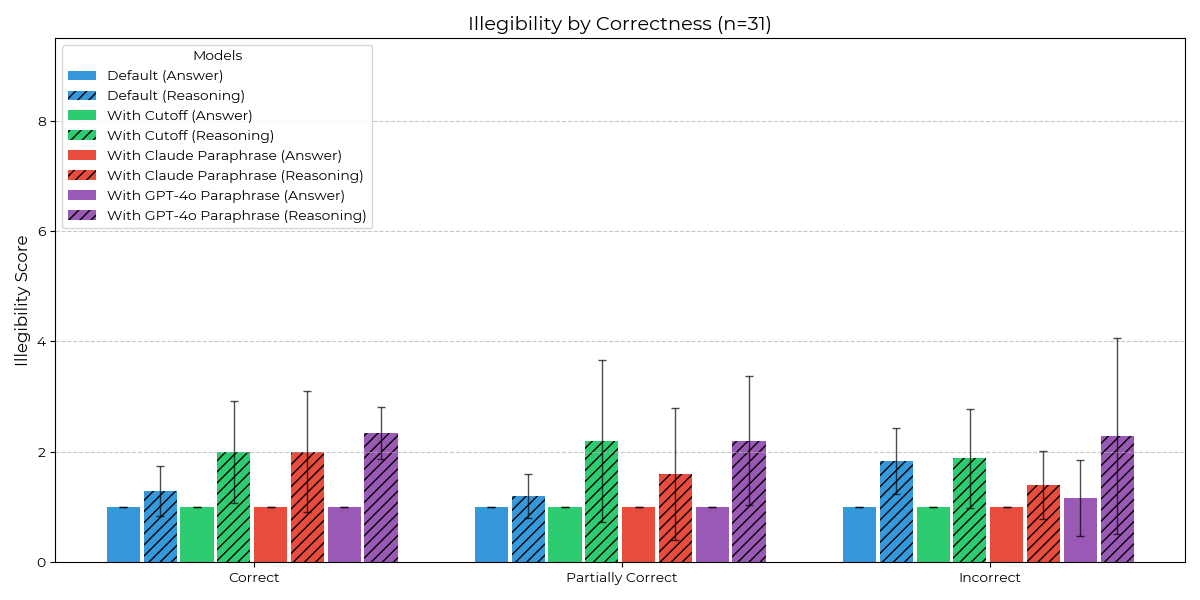 Illegibility by Correctness (n=31)
Models
Default (Answer)
Default (Reasoning)
With Cutoff (Answer)
With Cutoff (Reasoning)
With Claude Paraphrase (Answer)
With Claude Paraphrase (Reasoning)
With GPT-4o Paraphrase (Answer)
With GPT-4o Paraphrase (Reasoning)
Illegibility Score
8
6
4
2
0
Correct
Partially Correct
Incorrect